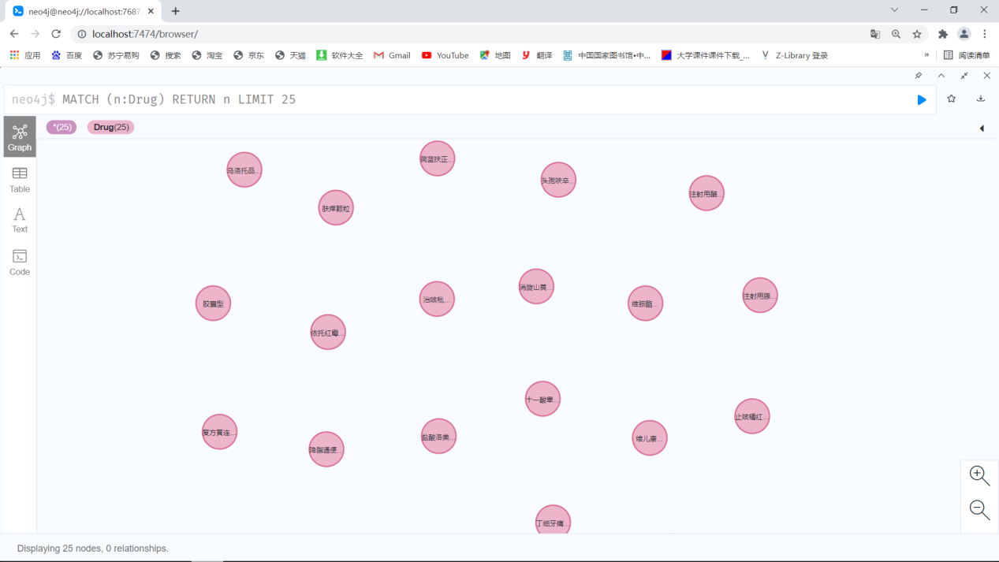 neo4j@neo4j://localhost:7687
localhost:7474/browser/
应用 百度 苏宁易购 搜索 淘宝 京东 天猫 软件大全 Gmail YouTube 地图 翻译 中国国家图书馆•中... 大学课件课件下载_... Z-Library 登录 » 阅读清单
neo4j$ MATCH (n:Drug) RETURN n LIMIT 25
*(25) Drug(25)
Graph
Table
Text
Code
乌洛托品...
芪蓝扶正...
头孢呋辛...
注射用醋...
肤痒颗粒
胶囊型
治咳枇...
消旋山莨...
维胺酯...
注射用腺...
依托红霉...
十一酸睾...
止咳橘红...
复方黄连...
降脂通便...
盐酸洛美...
维儿康...
丁细牙痛...
Displaying 25 nodes, 0 relationships.